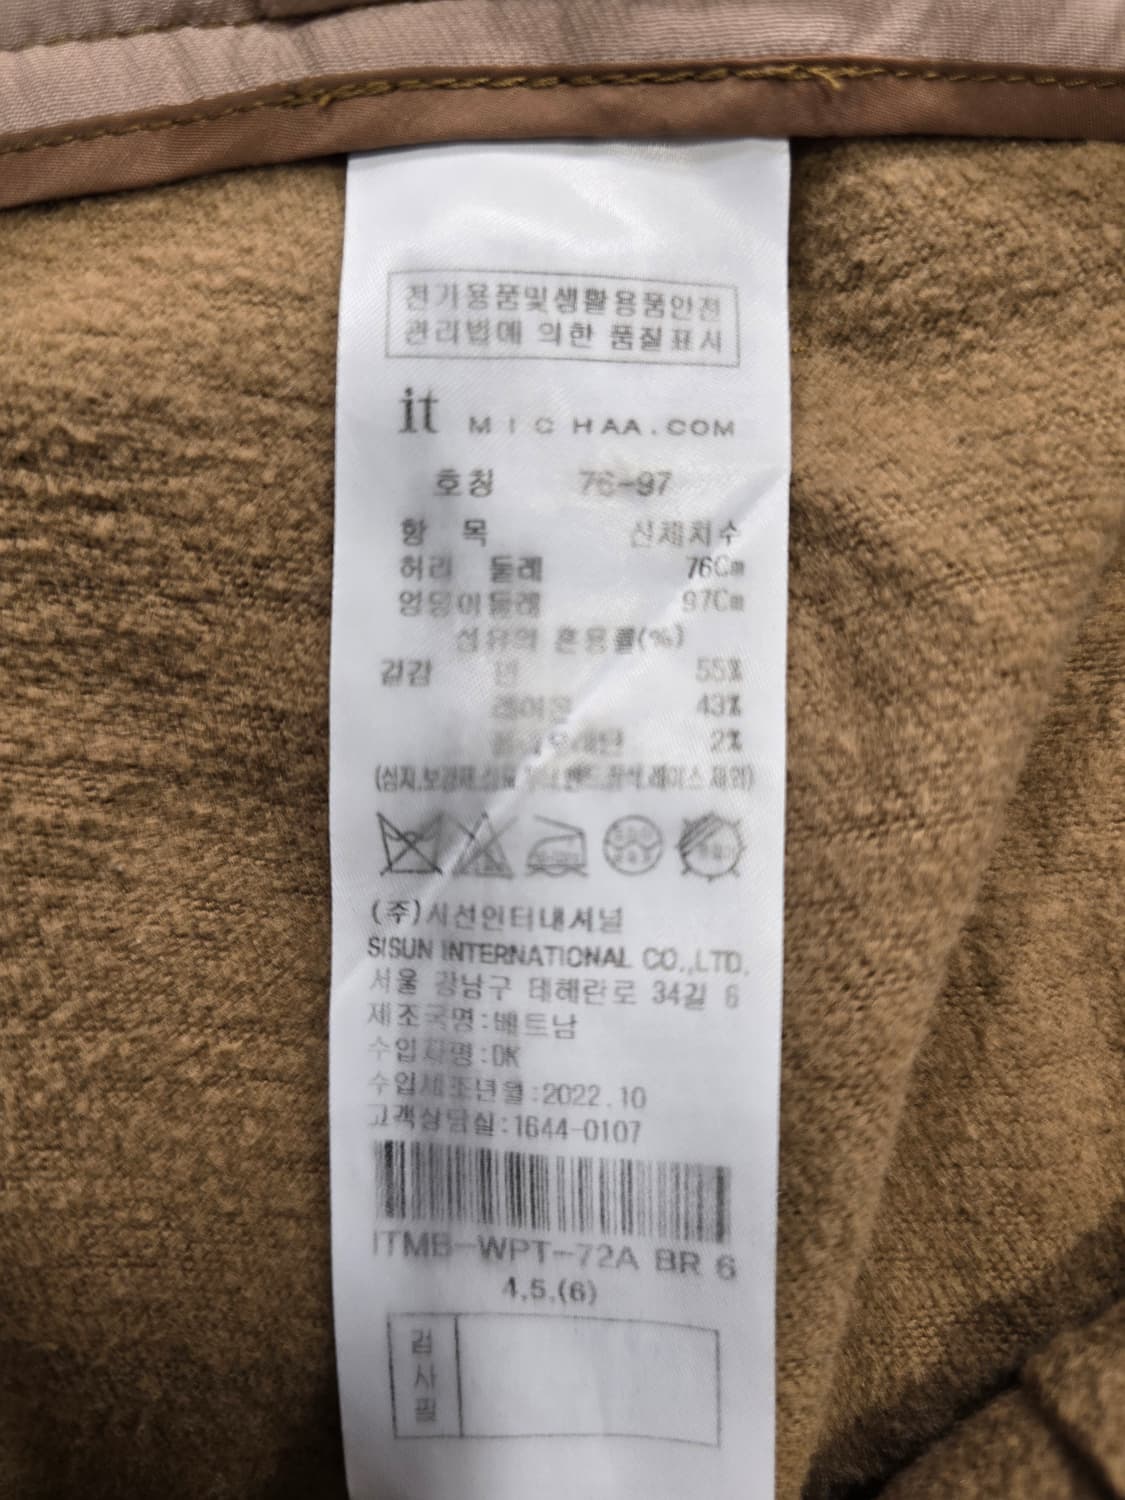 전기용품및생활용품안전
관리법에 의한 품질표시
it MICHAA.COM
호칭 76-97
항 목 신체치수
허리 둘레 76Cm
엉덩이둘레 97Cm
섬유의 혼용률(%)
겉감 면 55%
레이온 43%
폴리우레탄 2%
(주)시선인터내셔널
SISUN INTERNATIONAL CO.,LTD.
서울 강남구 테헤란로 34길 6
제조국명:베트남
수입자명:DK
수입제조년월:2022.10
고객상담실:1644-0107
ITMB-WPT-72A BR 6
4,5,(6)
검사필